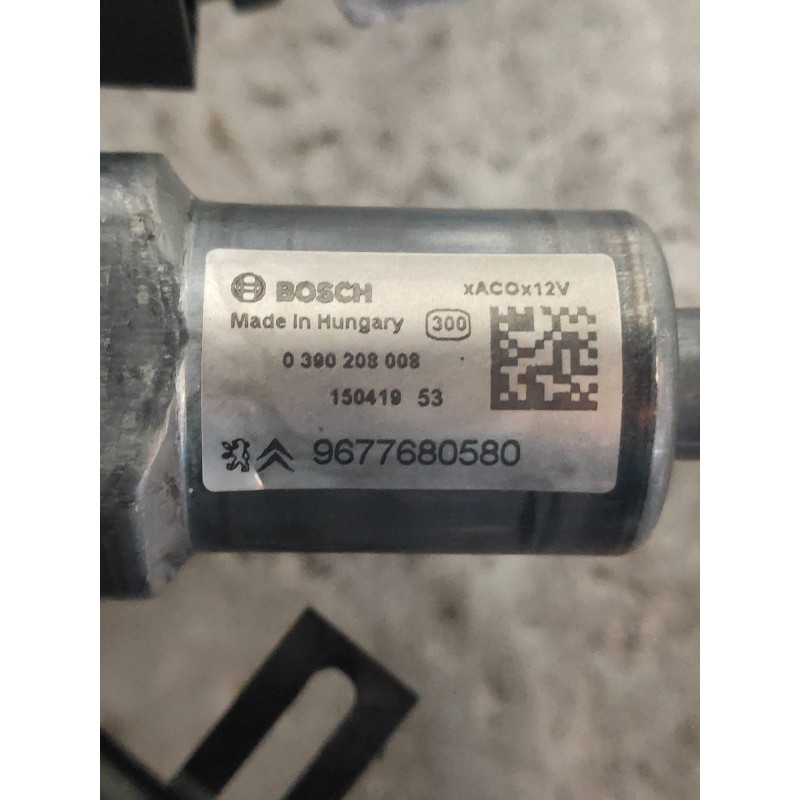 BOSCH xACOx12V
Made in Hungary 300
0 390 208 008
150419 53
9677680580